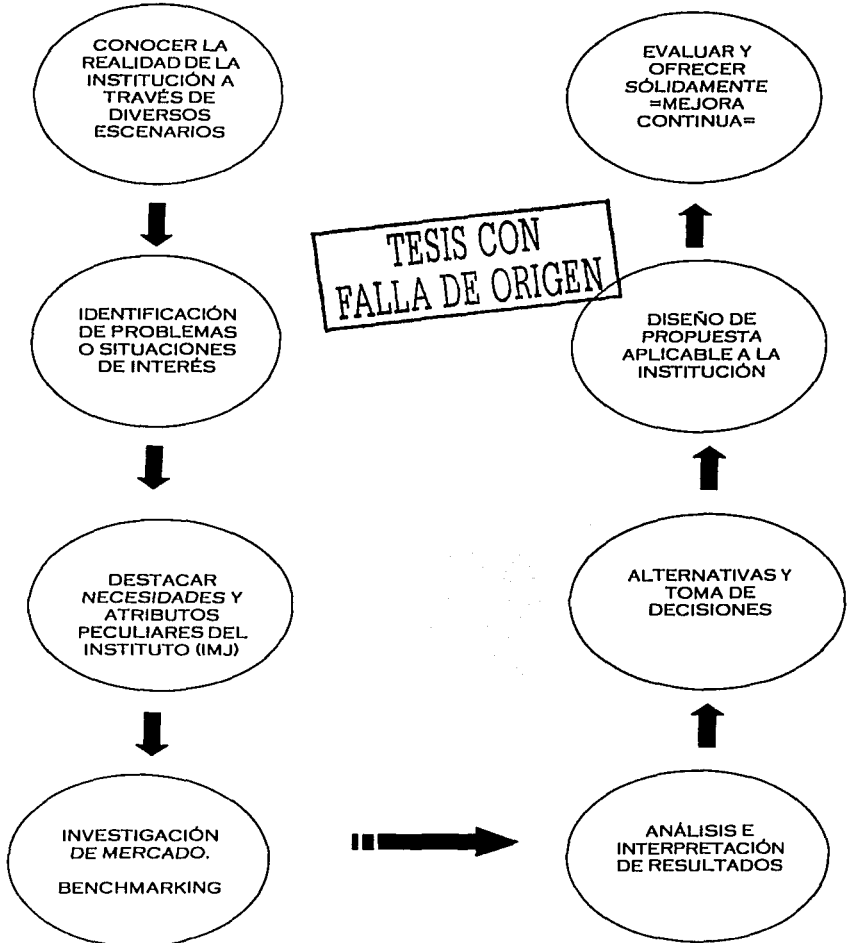 CONOCER LA
REALIDAD DE LA
INSTITUCIÓN A
TRAVÉS DE
DIVERSOS
ESCENARIOS
IDENTIFICACIÓN
DE PROBLEMAS
O SITUACIONES
DE INTERÉS
DESTACAR
NECESIDADES Y
ATRIBUTOS
PECULIARES DEL
INSTITUTO (IMJ)
INVESTIGACIÓN
DE MERCADO.
BENCHMARKING
ANÁLISIS E
INTERPRETACIÓN
DE RESULTADOS
ALTERNATIVAS Y
TOMA DE
DECISIONES
DISEÑO DE
PROPUESTA
APLICABLE A LA
INSTITUCIÓN
EVALUAR Y
OFRECER
SÓLIDAMENTE
=MEJORA
CONTINUA=
TESIS CON
FALLA DE ORIGEN